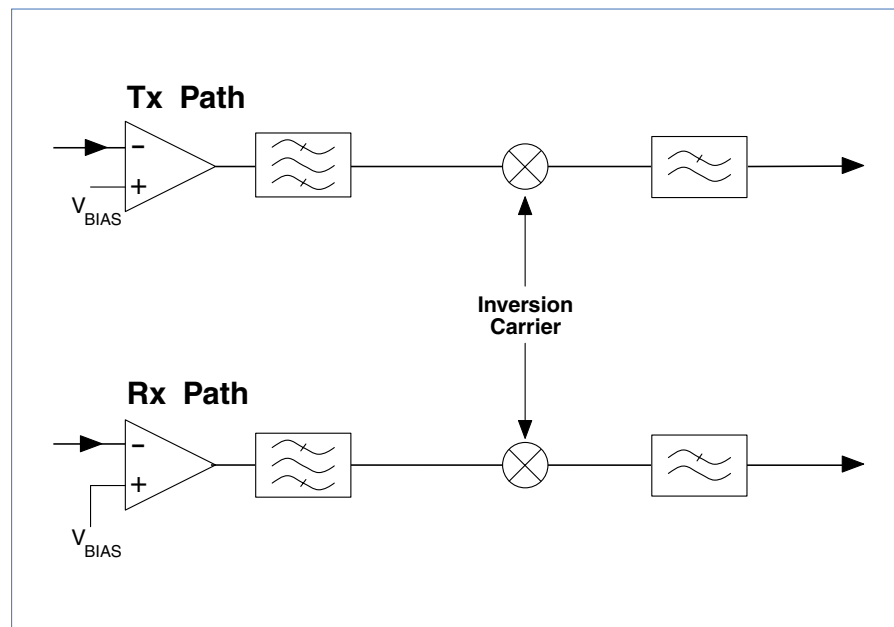 Tx Path
-
+
VBIAS
Inversion
Carrier
Rx Path
-
+
VBIAS